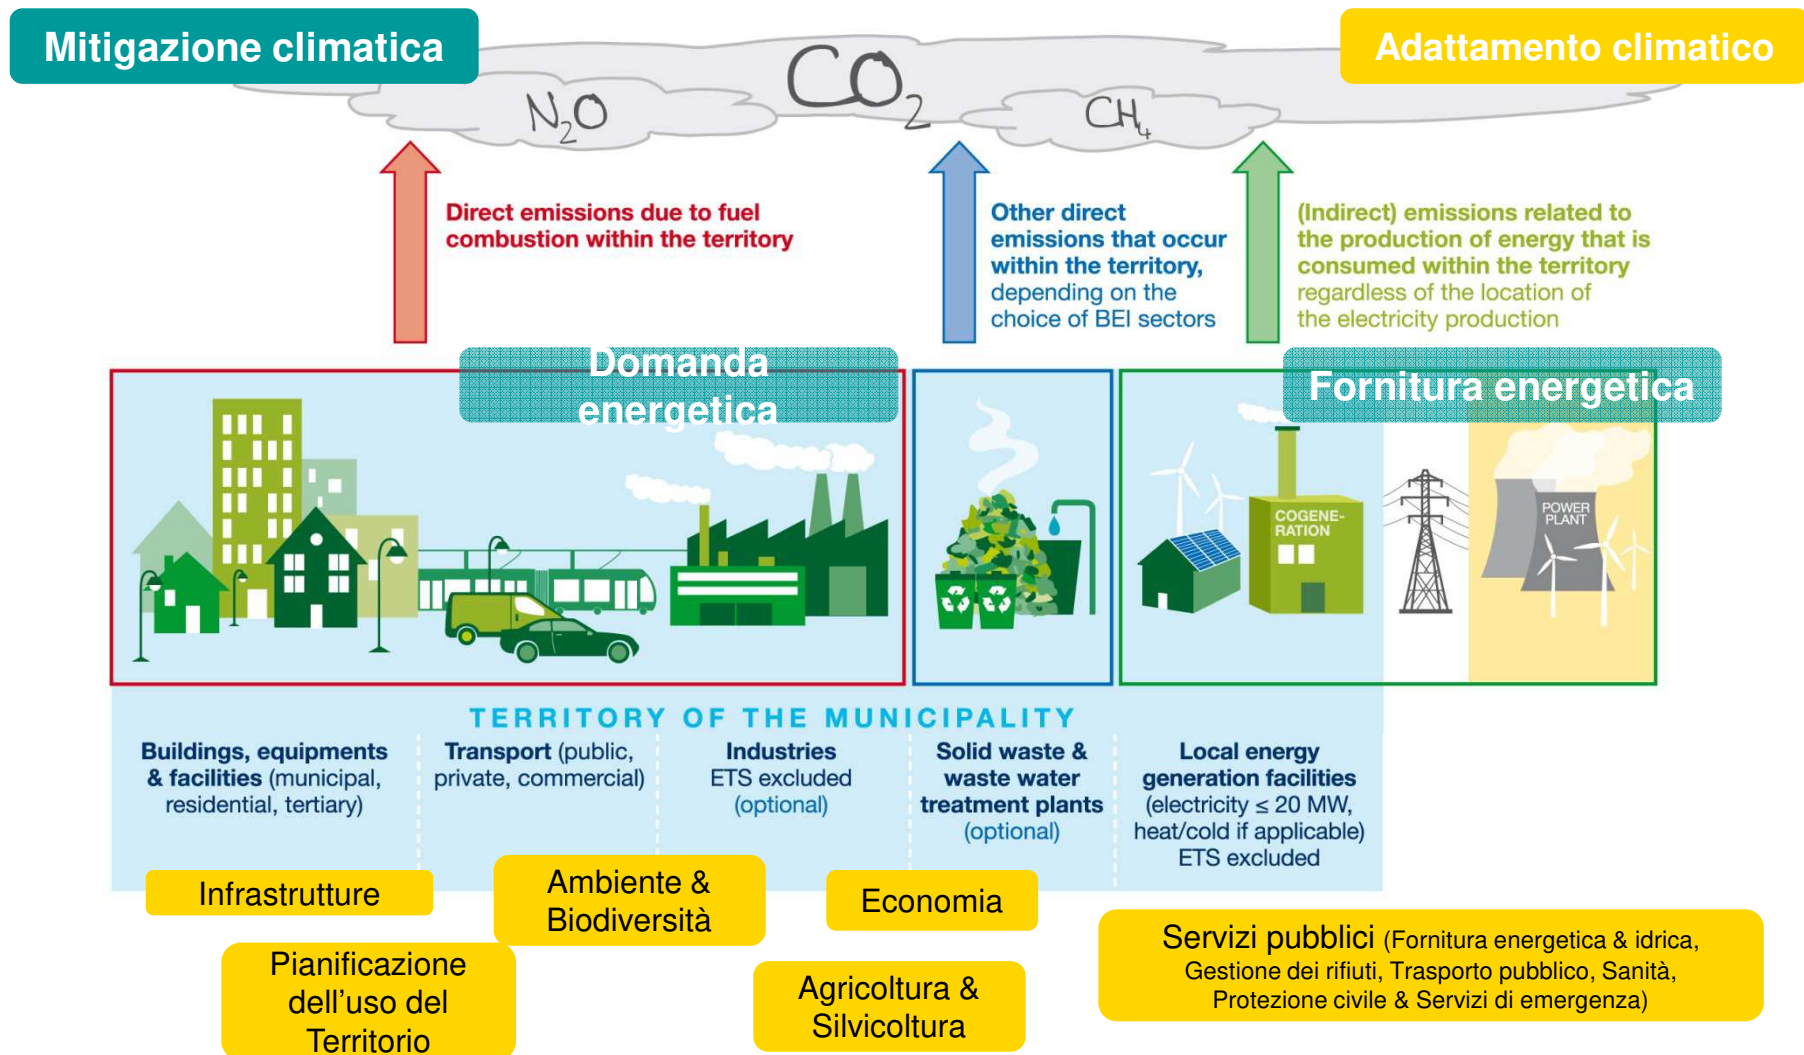 Mitigazione climatica
Adattamento climatico
CO2
N2O
CH4
Direct emissions due to fuel
combustion within the territory
Other direct
emissions that occur
within the territory,
depending on the
choice of BEI sectors
(Indirect) emissions related to
the production of energy that is
consumed within the territory
regardless of the location of
the electricity production
Domanda
energetica
Fornitura energetica
COGENE-
RATION
POWER
PLANT
TERRITORY OF THE MUNICIPALITY
Buildings, equipments
& facilities (municipal,
residential, tertiary)
Transport (public,
private, commercial)
Industries
ETS excluded
(optional)
Solid waste &
waste water
treatment plants
(optional)
Local energy
generation facilities
(electricity ≤ 20 MW,
heat/cold if applicable)
ETS excluded
Infrastrutture
Ambiente &
Biodiversità
Economia
Servizi pubblici (Fornitura energetica & idrica,
Gestione dei rifiuti, Trasporto pubblico, Sanità,
Protezione civile & Servizi di emergenza)
Pianificazione
dell'uso del
Territorio
Agricoltura &
Silvicoltura